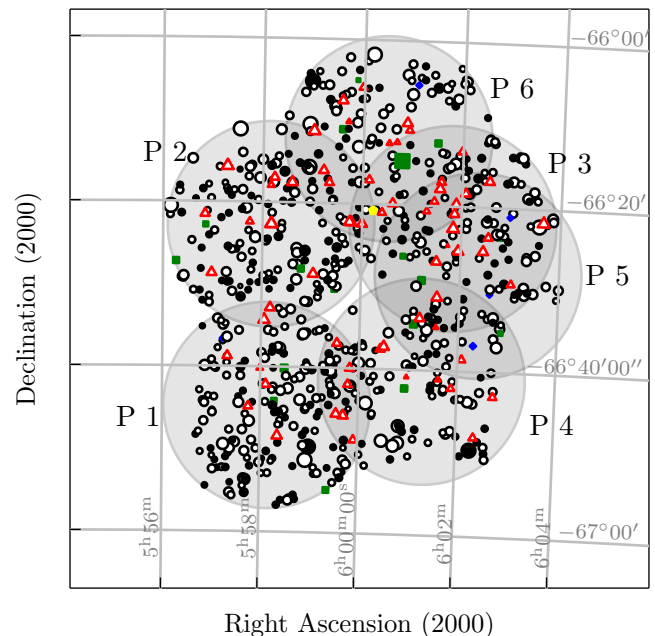 −66°00′
P 6
P 2
P 3
−66°20′
P 5
−66°40′00″
P 1
P 4
−67°00′
5ʰ56ᵐ
5ʰ58ᵐ
6ʰ00ᵐ00ˢ
6ʰ02ᵐ
6ʰ04ᵐ
Declination (2000)
Right Ascension (2000)